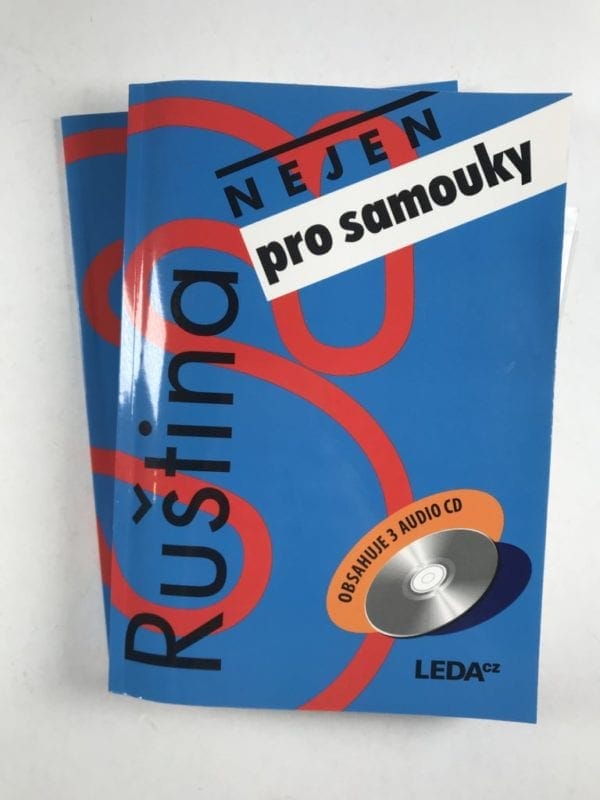 NEJEN
pro samouky
Ruština
OBSAHUJE 3 AUDIO CD
LEDAcz